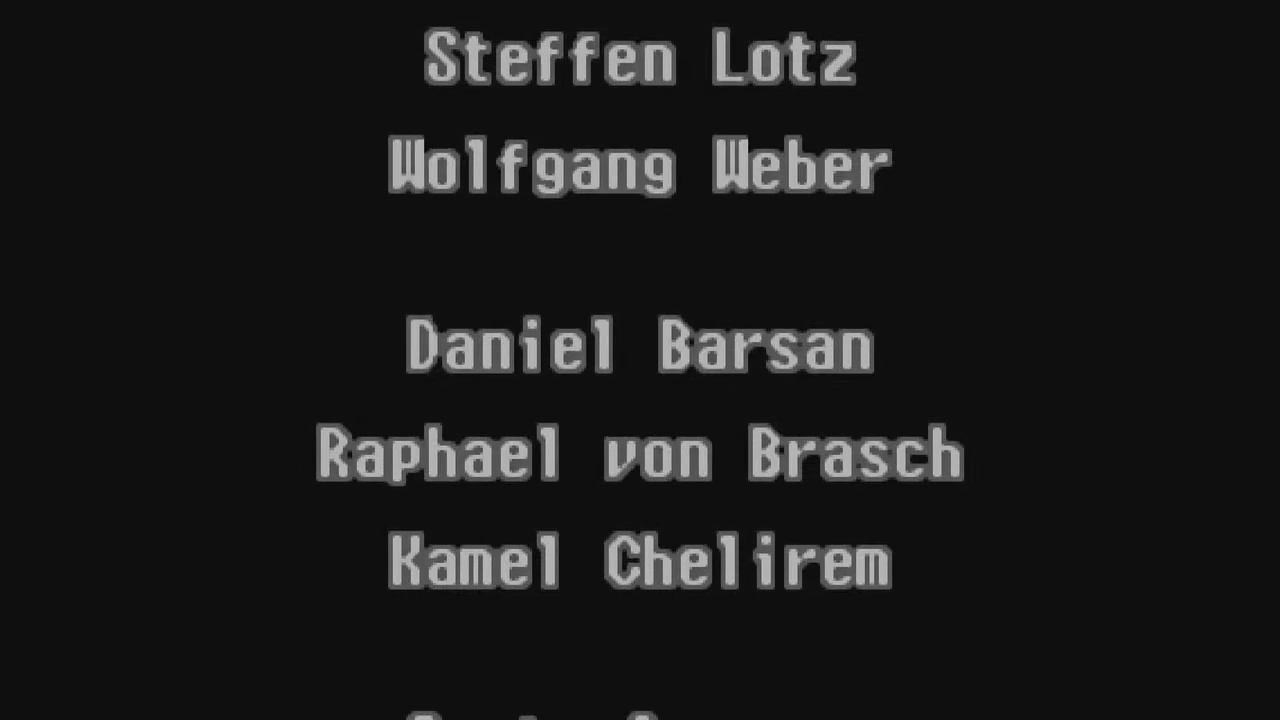 Steffen Lotz
Wolfgang Weber
Daniel Barsan
Raphael von Brasch
Kamel Chelirem